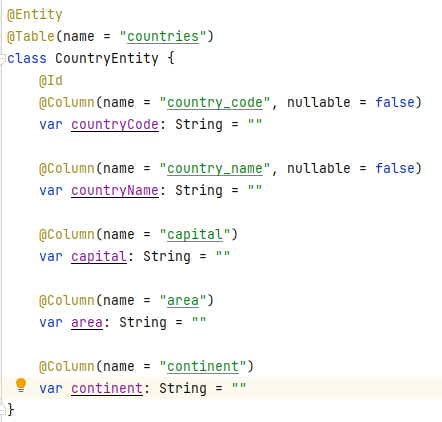 @Entity
@Table(name = "countries")
class CountryEntity {
@Id
@Column(name = "country_code", nullable = false)
var countryCode: String = ""
@Column(name = "country_name", nullable = false)
var countryName: String = ""
@Column(name = "capital")
var capital: String = ""
@Column(name = "area")
var area: String = ""
@Column(name = "continent")
var continent: String = ""
}